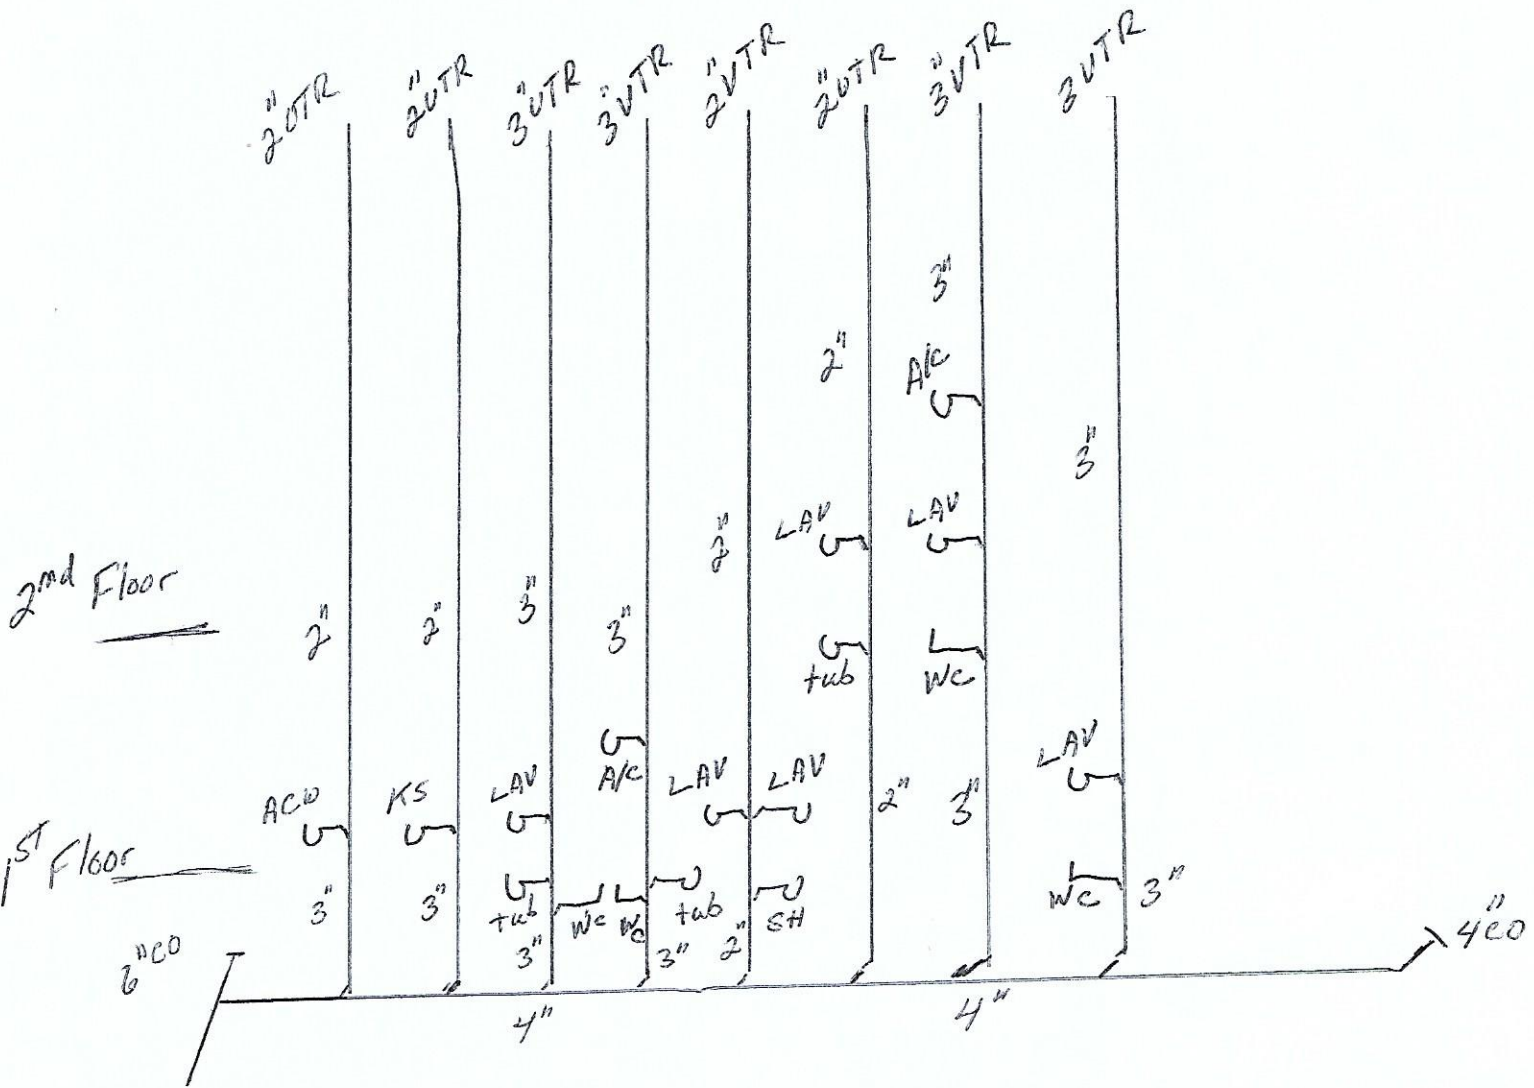 2" VTR
2" VTR
3" VTR
3" VTR
2" VTR
2" VTR
3" VTR
3 VTR
3"
2"
A/C
3"
LAV
LAV
2"
2nd Floor
3"
3"
2"
2"
tub
WC
LAV
A/C
LAV
LAV
2"
3"
LAV
KS
1ST Floor
3"
3"
tub
WC
WC
tub
SH
WC
3"
3"
3"
2"
6" CO
4" CO
4"
4"